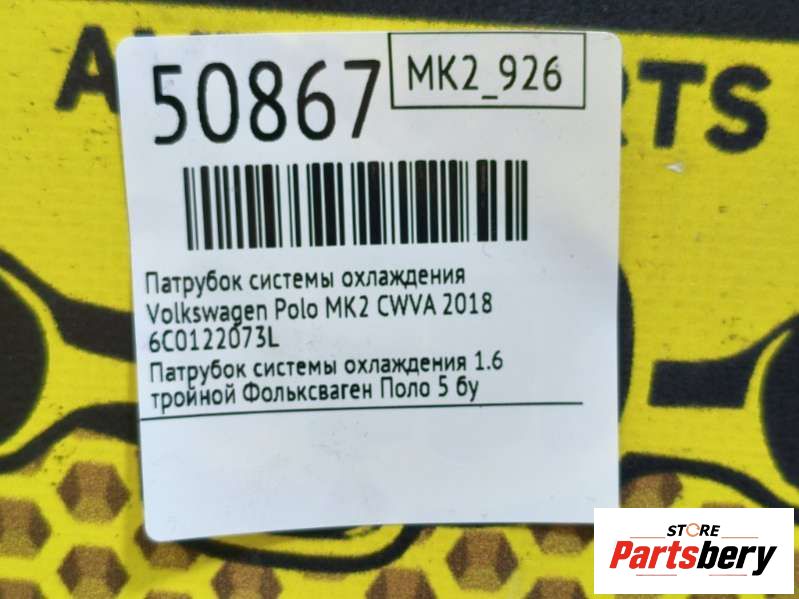 50867
MK2_926
Патрубок системы охлаждения
Volkswagen Polo MK2 CWVA 2018
6C0122073L
Патрубок системы охлаждения 1.6
тройной Фольксваген Поло 5 бу
STORE
Partsbery